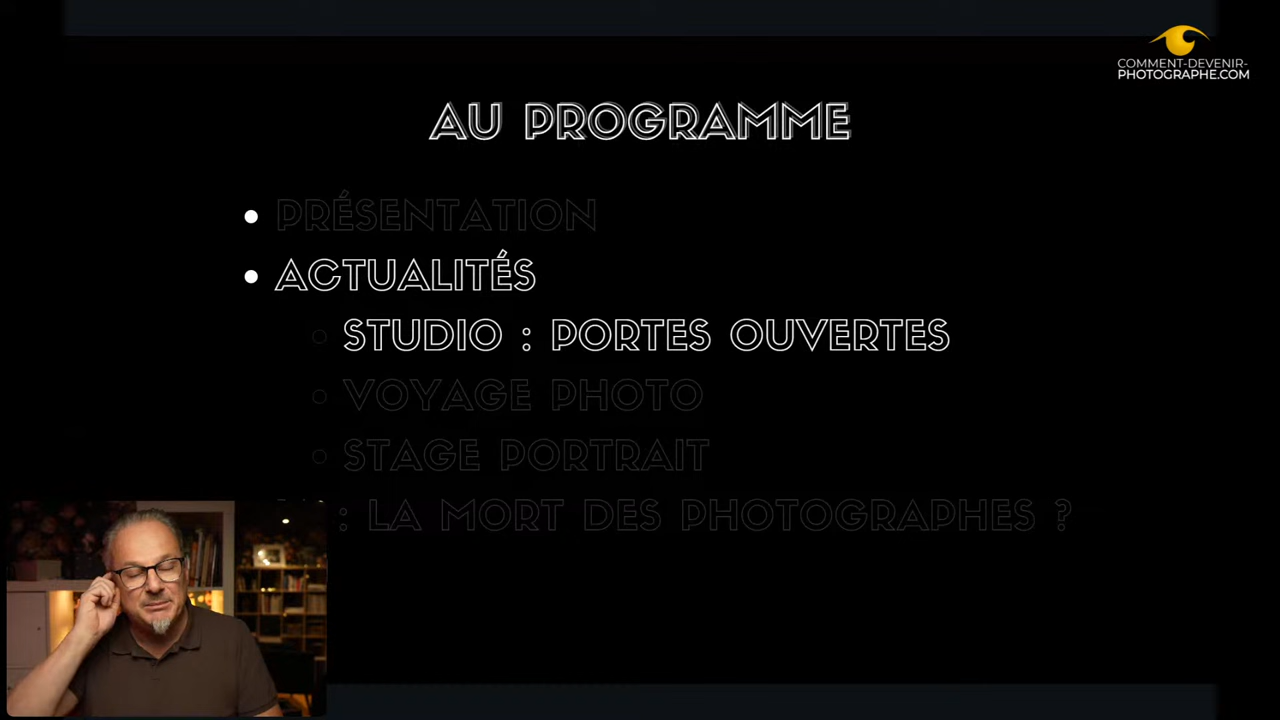 COMMENT-DEVENIR-
PHOTOGRAPHE.COM
AU PROGRAMME
PRÉSENTATION
ACTUALITÉS
STUDIO : PORTES OUVERTES
VOYAGE PHOTO
STAGE PORTRAIT
: LA MORT DES PHOTOGRAPHES ?